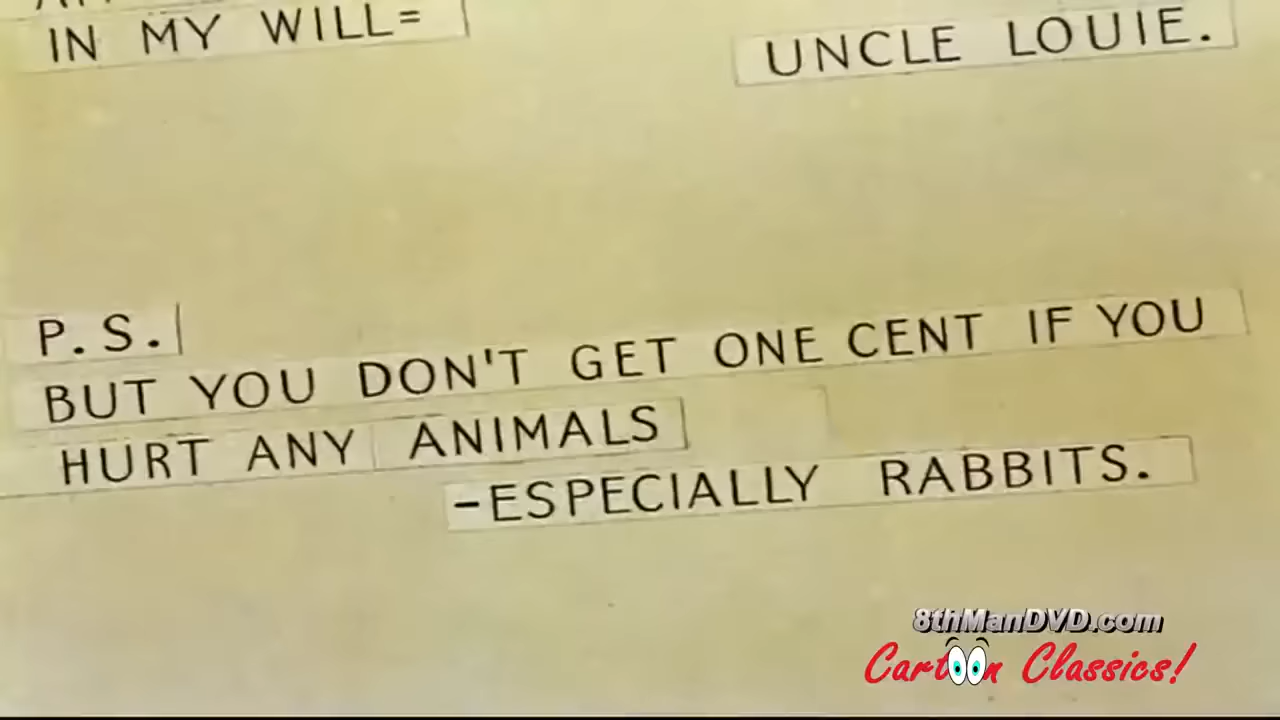 IN MY WILL=
UNCLE LOUIE.
P.S.
BUT YOU DON'T GET ONE CENT IF YOU
HURT ANY ANIMALS
-ESPECIALLY RABBITS.
8thManDVD.com
Cartoon Classics!